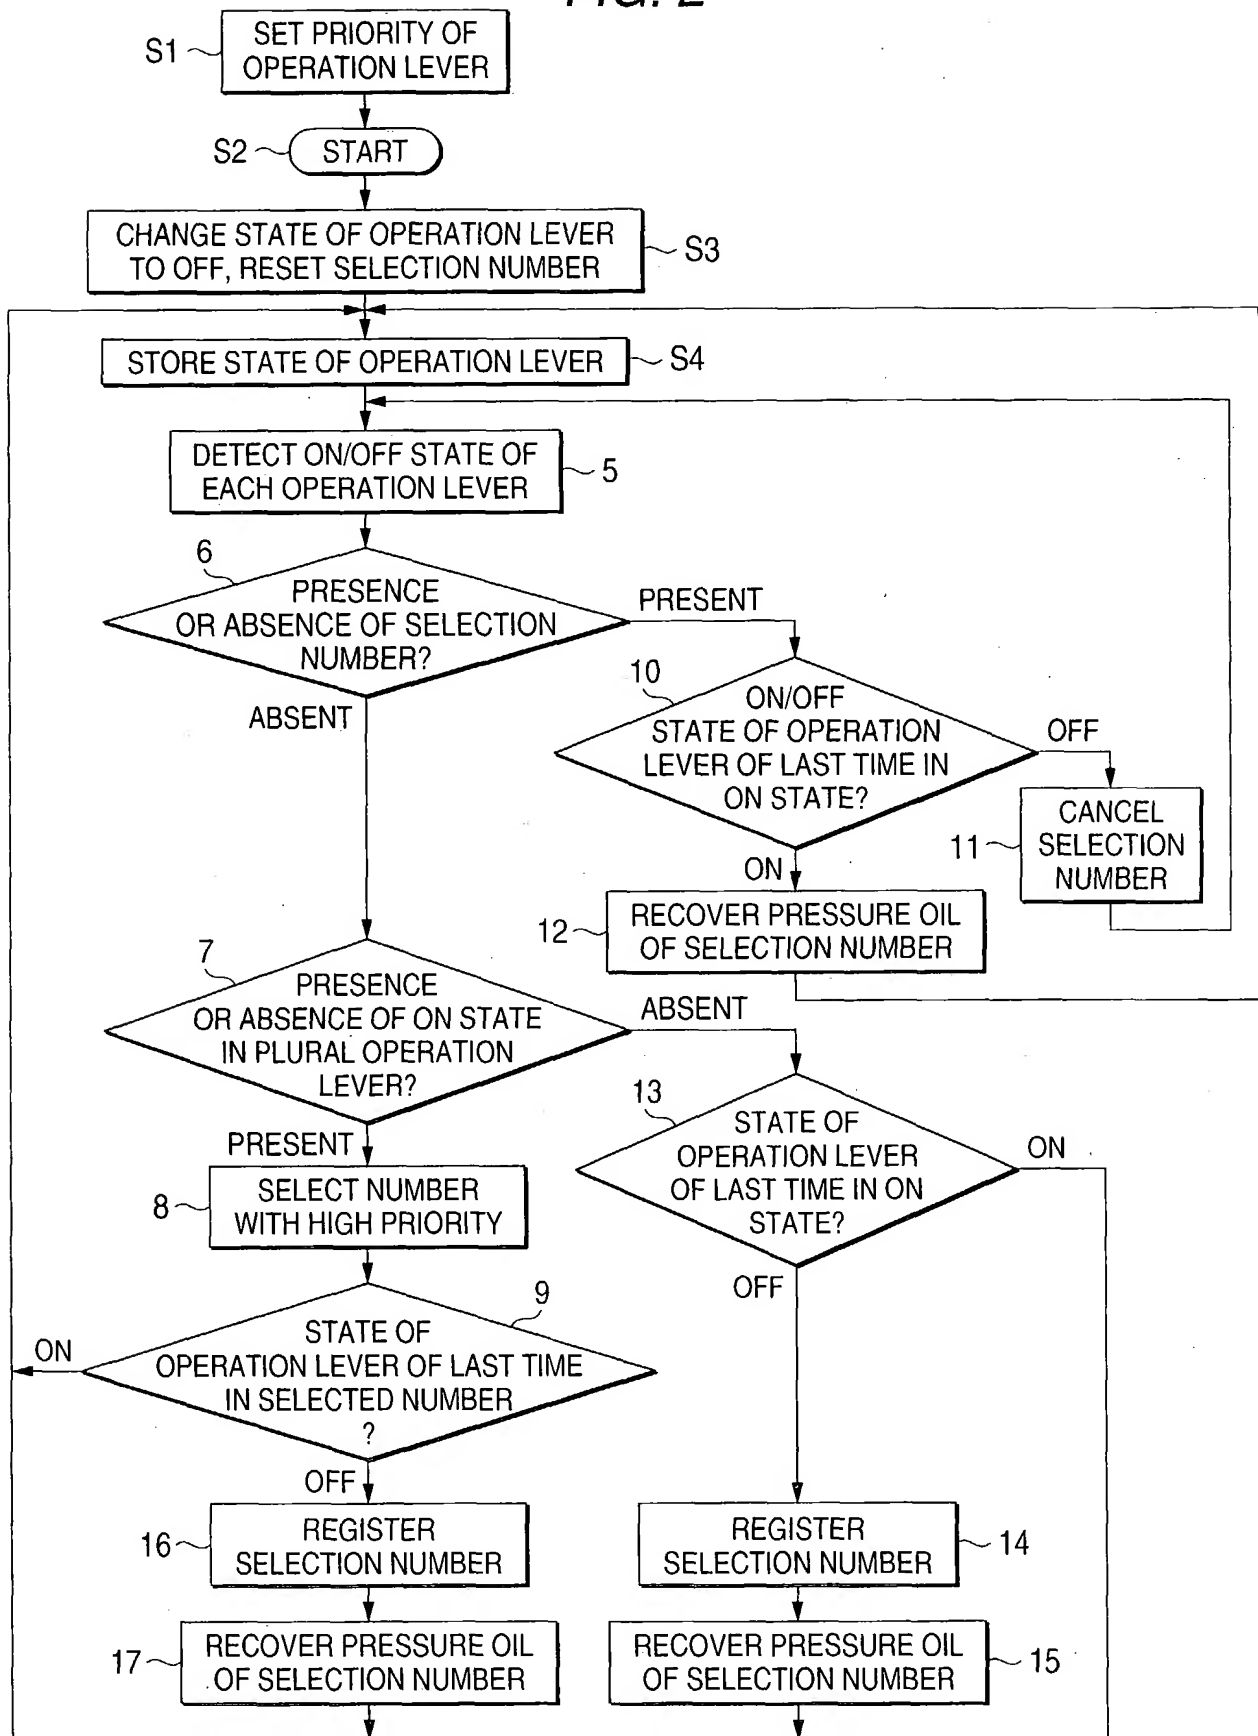 FIG. 2
SET PRIORITY OF
OPERATION LEVER
S1
S2
START
CHANGE STATE OF OPERATION LEVER
TO OFF, RESET SELECTION NUMBER
S3
STORE STATE OF OPERATION LEVER
S4
DETECT ON/OFF STATE OF
EACH OPERATION LEVER
5
6
PRESENCE
OR ABSENCE OF SELECTION
NUMBER?
PRESENT
ABSENT
10
ON/OFF
STATE OF OPERATION
LEVER OF LAST TIME IN
ON STATE?
OFF
ON
11
CANCEL
SELECTION
NUMBER
12
RECOVER PRESSURE OIL
OF SELECTION NUMBER
7
PRESENCE
OR ABSENCE OF ON STATE
IN PLURAL OPERATION
LEVER?
ABSENT
PRESENT
13
STATE OF
OPERATION LEVER
OF LAST TIME IN ON
STATE?
ON
OFF
8
SELECT NUMBER
WITH HIGH PRIORITY
9
STATE OF
OPERATION LEVER OF LAST TIME
IN SELECTED NUMBER
?
ON
OFF
16
REGISTER
SELECTION NUMBER
REGISTER
SELECTION NUMBER
14
17
RECOVER PRESSURE OIL
OF SELECTION NUMBER
RECOVER PRESSURE OIL
OF SELECTION NUMBER
15